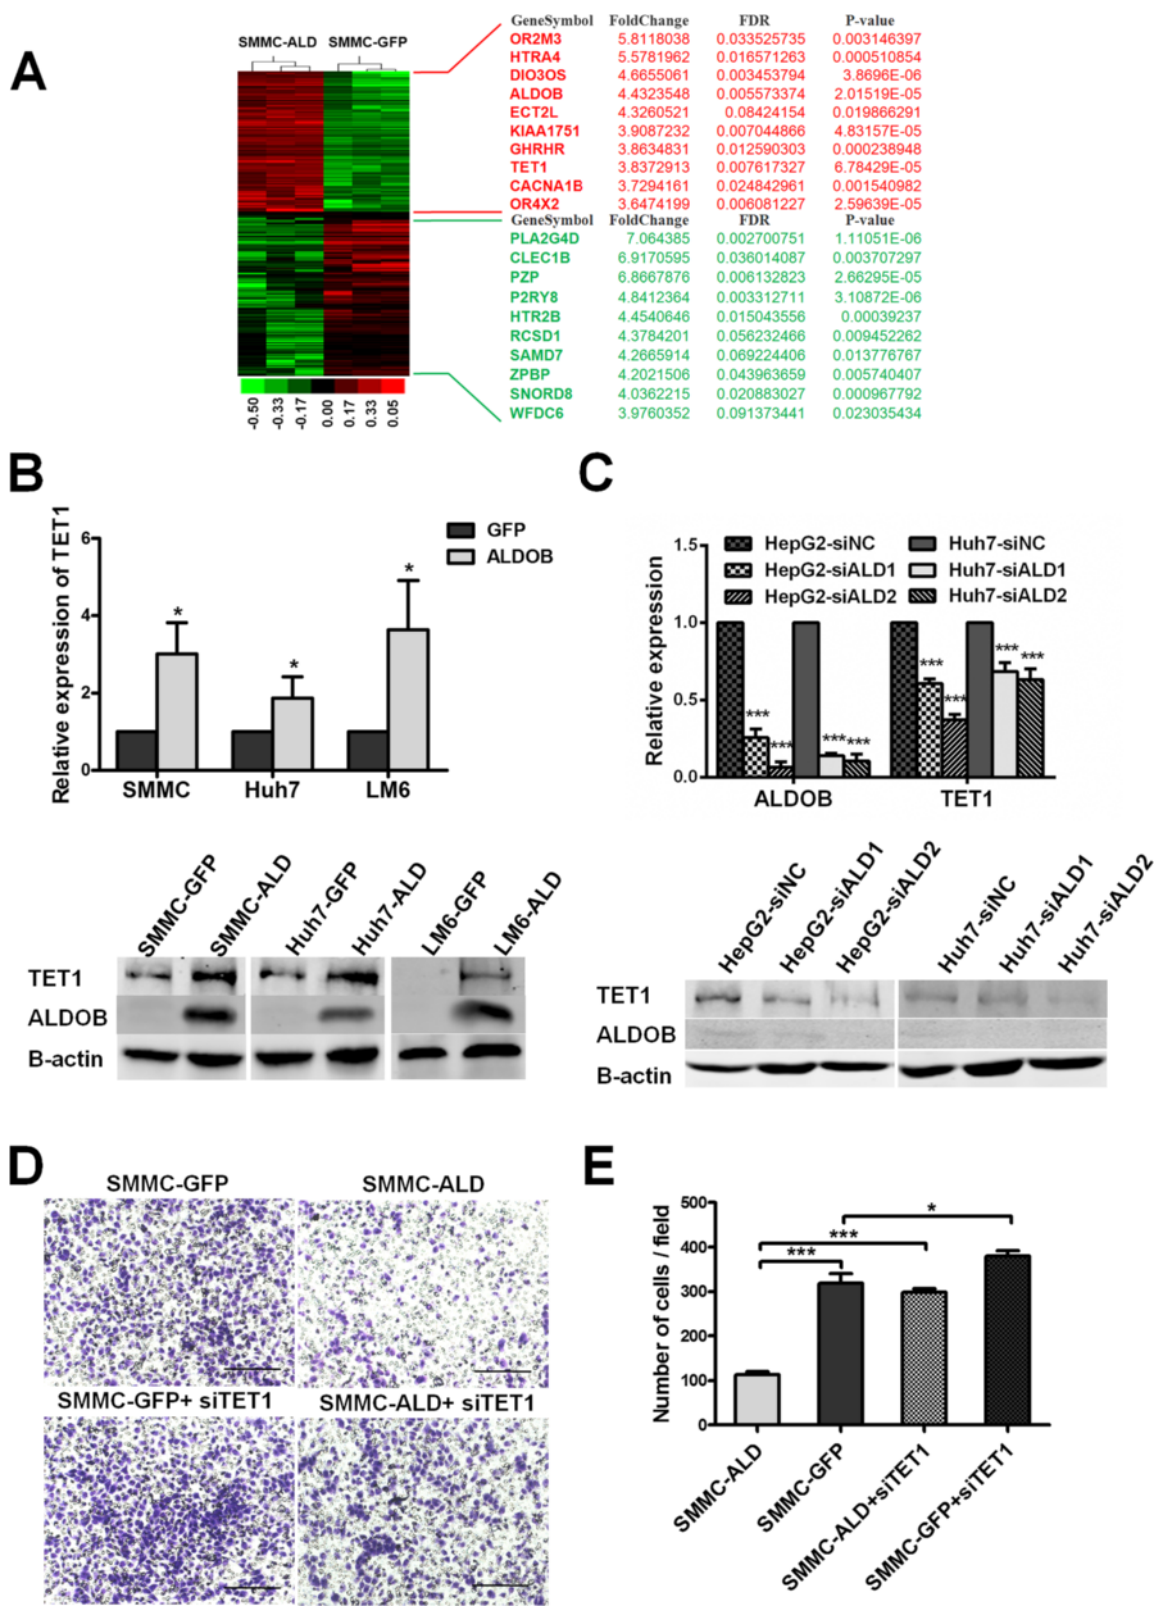 A
SMMC-ALD SMMC-GFP
GeneSymbol FoldChange FDR P-value
OR2M3 5.8118038 0.033525735 0.003146397
HTRA4 5.5781962 0.016571263 0.000510854
DIO3OS 4.6655061 0.003453794 3.8696E-06
ALDOB 4.4323548 0.005573374 2.01519E-05
ECT2L 4.3260521 0.08424154 0.019866291
KIAA1751 3.9087232 0.007044866 4.83157E-05
GHRHR 3.8634831 0.012590303 0.000238948
TET1 3.8372913 0.007617327 6.78429E-05
CACNA1B 3.7294161 0.024842961 0.001540982
OR4X2 3.6474199 0.006081227 2.59639E-05
GeneSymbol FoldChange FDR P-value
PLA2G4D 7.064385 0.002700751 1.11051E-06
CLEC1B 6.9170595 0.036014087 0.003707297
PZP 6.8667876 0.006132823 2.66295E-05
P2RY8 4.8412364 0.003312711 3.10872E-06
HTR2B 4.4540646 0.015043556 0.00039237
RCSD1 4.3784201 0.056232466 0.009452262
SAMD7 4.2665914 0.069224406 0.013776767
ZPBP 4.2021506 0.043963659 0.005740407
SNORD8 4.0362215 0.020883027 0.000967792
WFDC6 3.9760352 0.091373441 0.023035434
-0.50 -0.33 -0.17 0.00 0.17 0.33 0.05
B
Relative expression of TET1
6
4
2
0
GFP
ALDOB
* * *
SMMC Huh7 LM6
SMMC-GFP SMMC-ALD Huh7-GFP Huh7-ALD LM6-GFP LM6-ALD
TET1
ALDOB
B-actin
C
Relative expression
1.5
1.0
0.5
0.0
HepG2-siNC Huh7-siNC
HepG2-siALD1 Huh7-siALD1
HepG2-siALD2 Huh7-siALD2
*** *** *** *** *** *** *** ***
ALDOB TET1
HepG2-siNC HepG2-siALD1 HepG2-siALD2 Huh7-siNC Huh7-siALD1 Huh7-siALD2
TET1
ALDOB
B-actin
D
SMMC-GFP SMMC-ALD
SMMC-GFP+ siTET1 SMMC-ALD+ siTET1
E
Number of cells / field
500
400
300
200
100
0
*
***
***
SMMC-ALD SMMC-GFP SMMC-ALD+siTET1 SMMC-GFP+siTET1